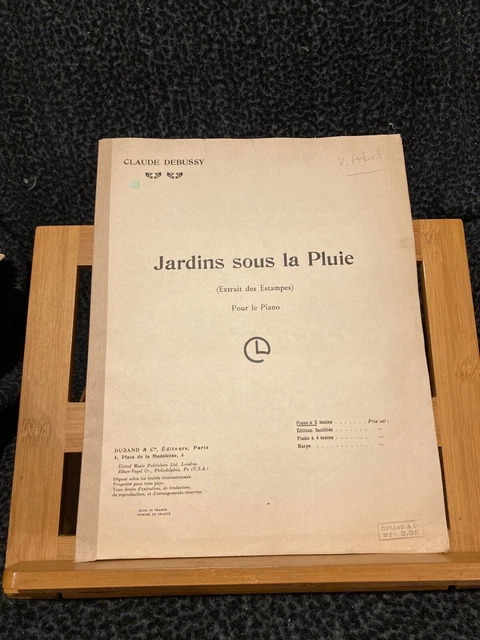 CLAUDE DEBUSSY
V. Abel
Jardins sous la Pluie
(Extrait des Estampes)
Pour le Piano
Piano à 2 mains . . . . . . . Prix net :
Édition facilitée . . . . . . . —
Piano à 4 mains . . . . . . . —
Harpe . . . . . . . —
DURAND & Cie, Éditeurs, Paris
4, Place de la Madeleine, 4
United Music Publishers Ltd, London.
Elkan-Vogel Co, Philadelphia, Pa (U.S.A.)
Déposé selon les traités internationaux.
Propriété pour tous pays.
Tous droits d'exécution, de traduction,
de reproduction, et d'arrangements réservés.
MADE IN FRANCE
IMPRIMÉ EN FRANCE
DURAND & C